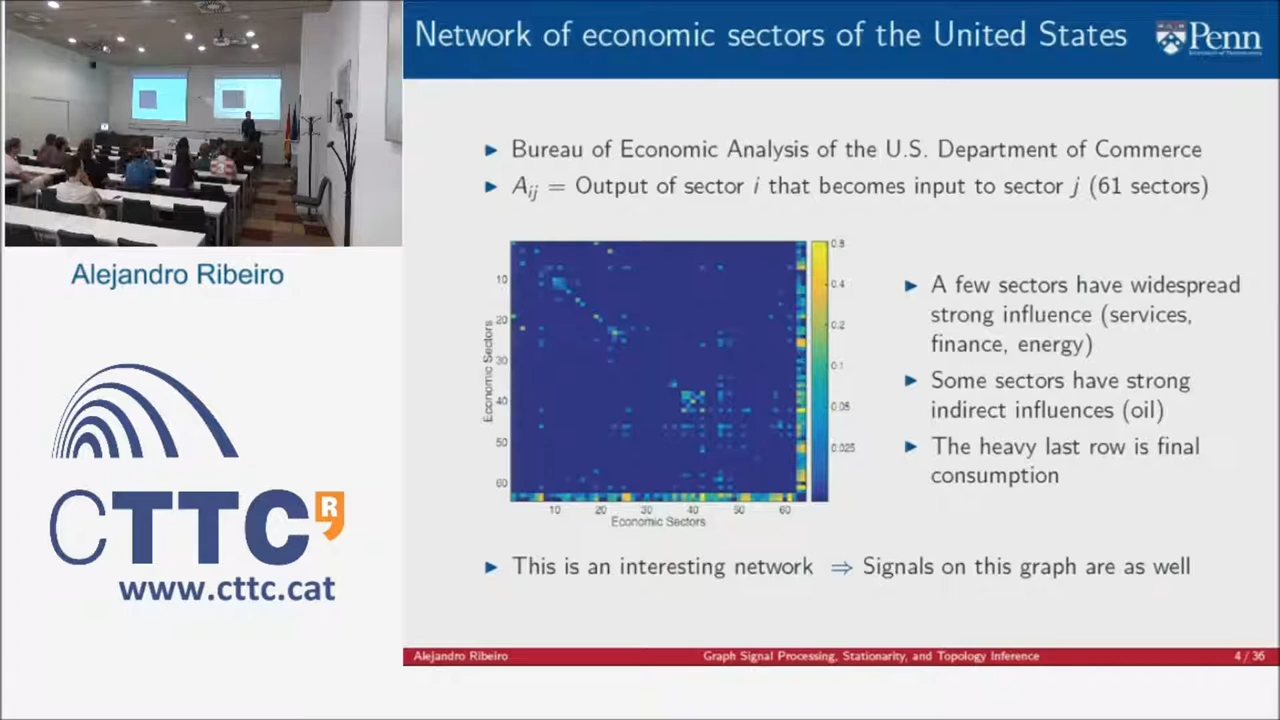 Network of economic sectors of the United States
Penn
Bureau of Economic Analysis of the U.S. Department of Commerce
Aij = Output of sector i that becomes input to sector j (61 sectors)
Alejandro Ribeiro
CTTC
R
www.cttc.cat
Economic Sectors
10
20
30
40
50
60
10 20 30 40 50 60
Economic Sectors
0.8
0.4
0.2
0.1
0.05
0.025
A few sectors have widespread
strong influence (services,
finance, energy)
Some sectors have strong
indirect influences (oil)
The heavy last row is final
consumption
This is an interesting network ⇒ Signals on this graph are as well
Alejandro Ribeiro Graph Signal Processing, Stationarity, and Topology Inference 4 / 36